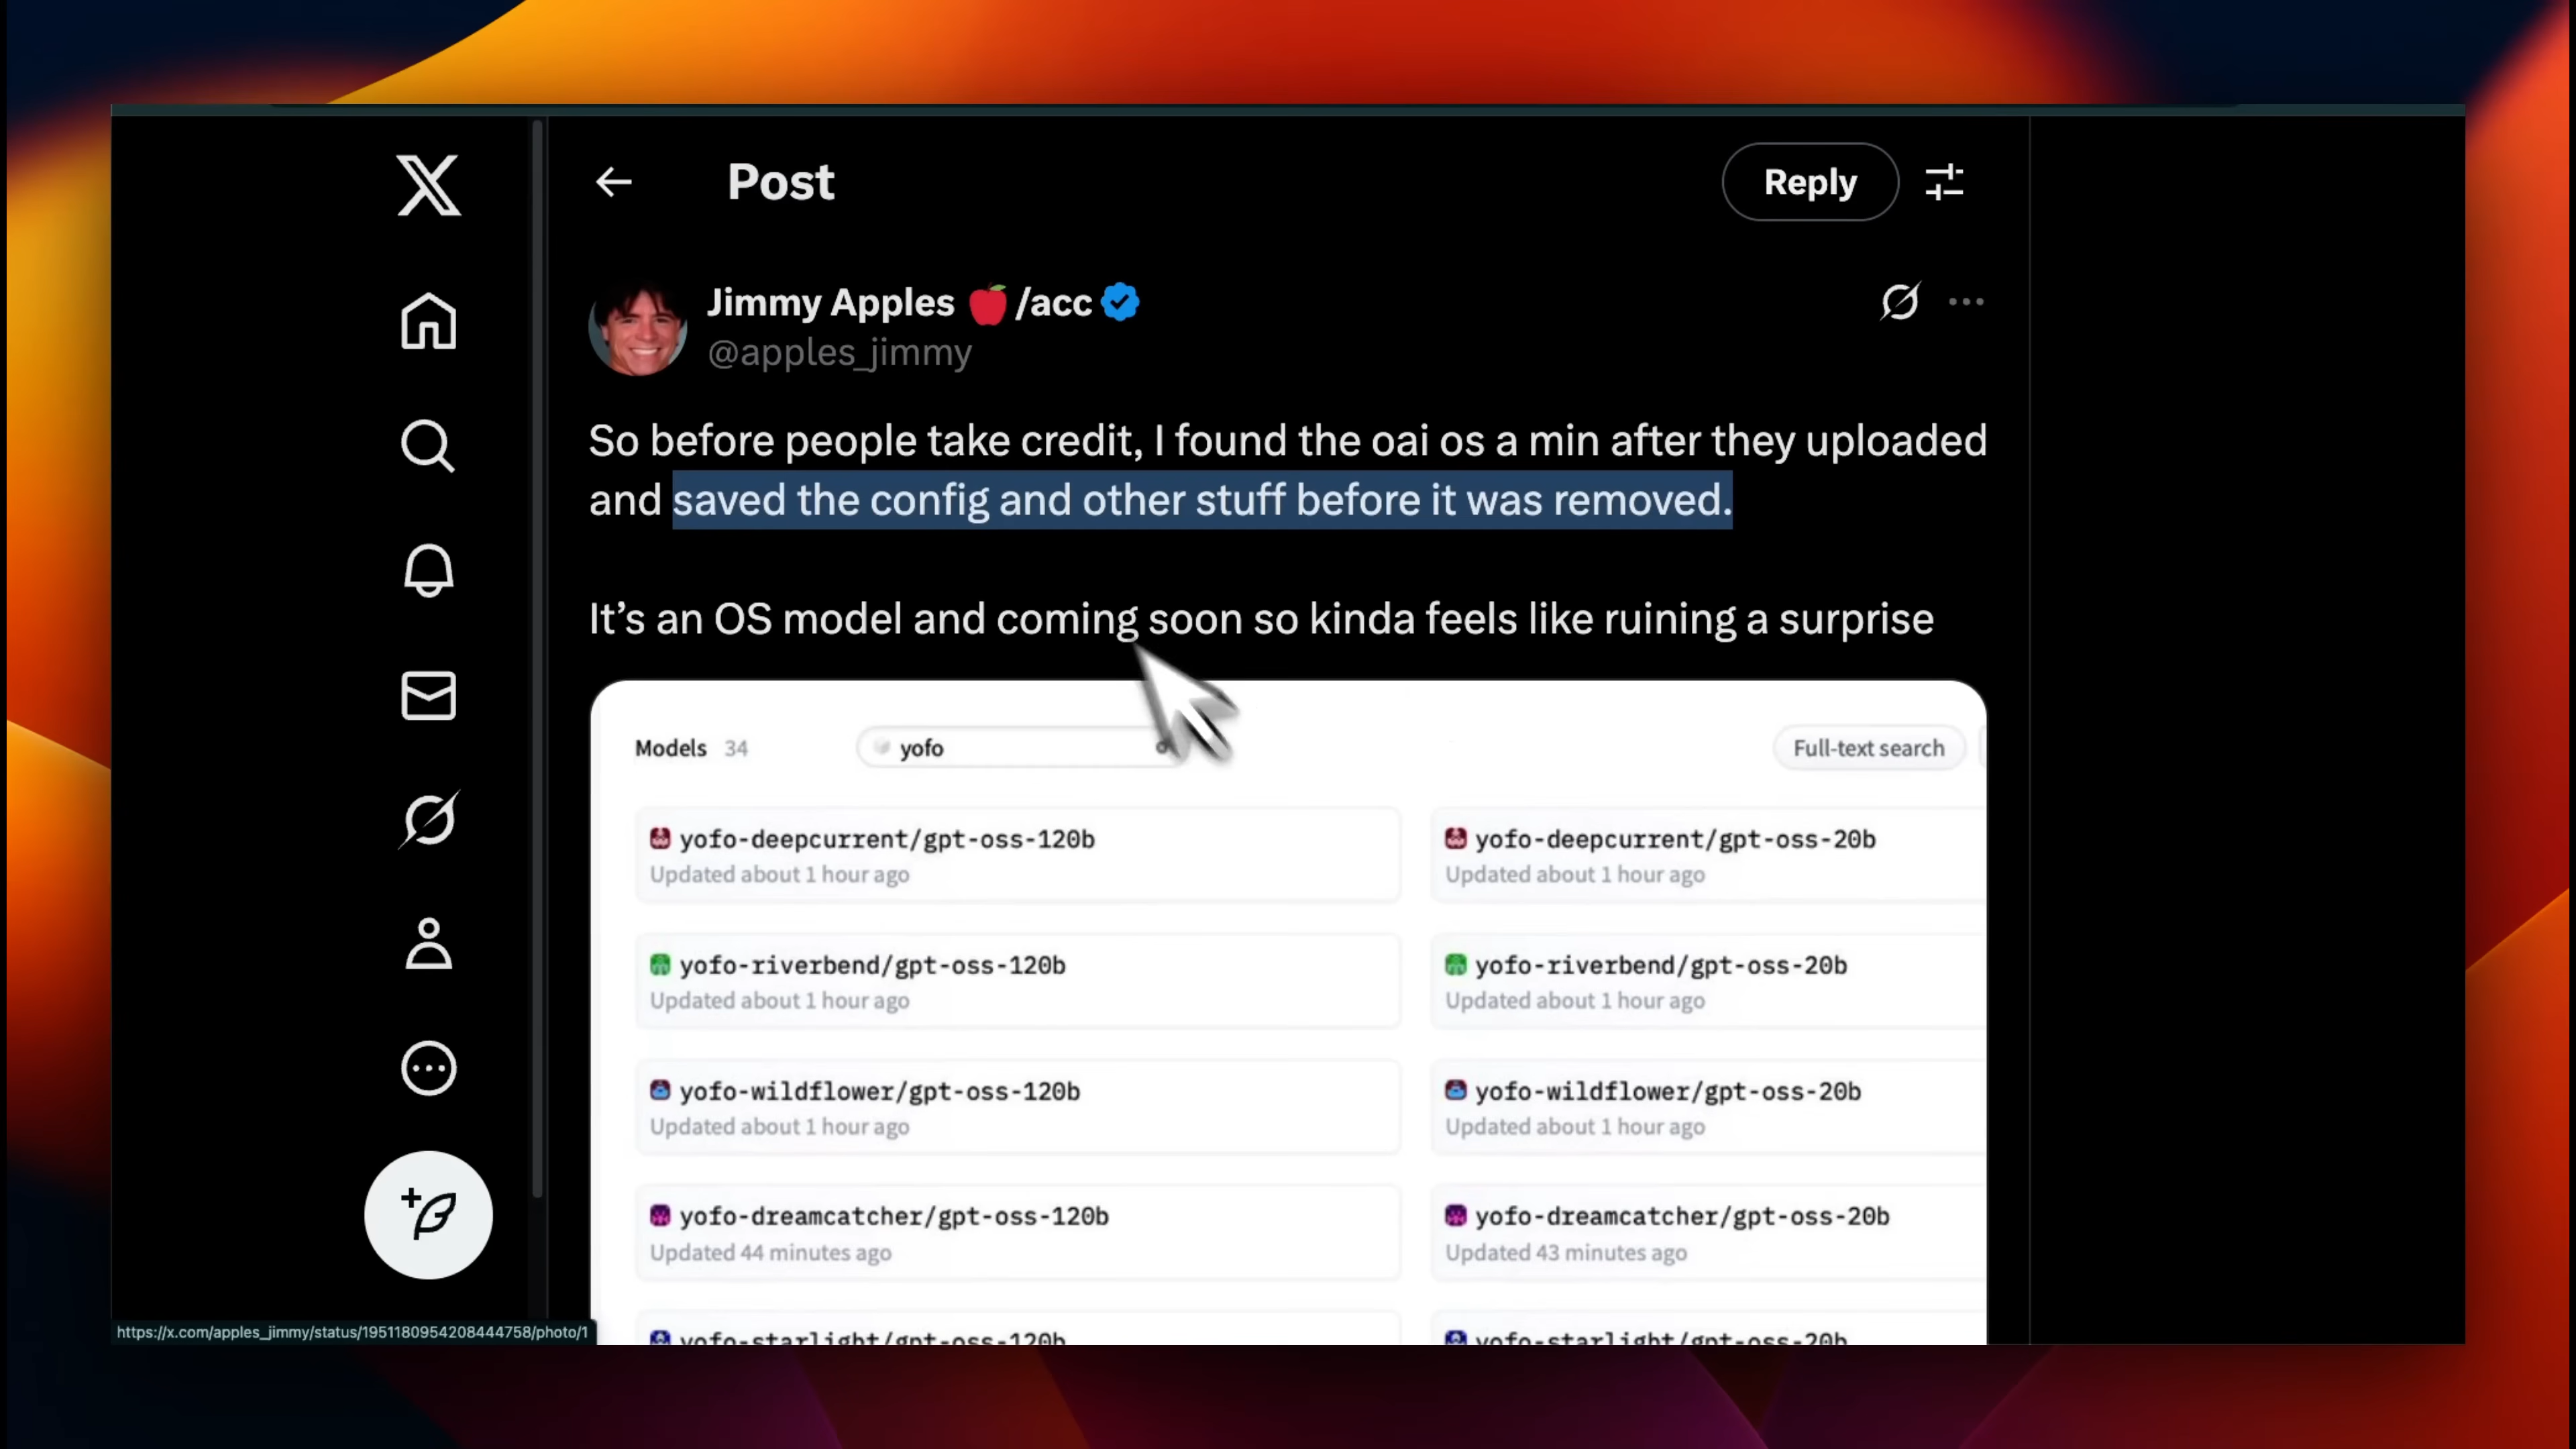 Post
Reply
Jimmy Apples 🍎/acc
@apples_jimmy
So before people take credit, I found the oai os a min after they uploaded
and saved the config and other stuff before it was removed.
It’s an OS model and coming soon so kinda feels like ruining a surprise
Models 34
yofo
Full-text search
yofo-deepcurrent/gpt-oss-120b
Updated about 1 hour ago
yofo-deepcurrent/gpt-oss-20b
Updated about 1 hour ago
yofo-riverbend/gpt-oss-120b
Updated about 1 hour ago
yofo-riverbend/gpt-oss-20b
Updated about 1 hour ago
yofo-wildflower/gpt-oss-120b
Updated about 1 hour ago
yofo-wildflower/gpt-oss-20b
Updated about 1 hour ago
yofo-dreamcatcher/gpt-oss-120b
Updated 44 minutes ago
yofo-dreamcatcher/gpt-oss-20b
Updated 43 minutes ago
yofo-starlight/gpt-oss-120b
yofo-starlight/gpt-oss-20b
https://x.com/apples_jimmy/status/1951180954208444758/photo/1